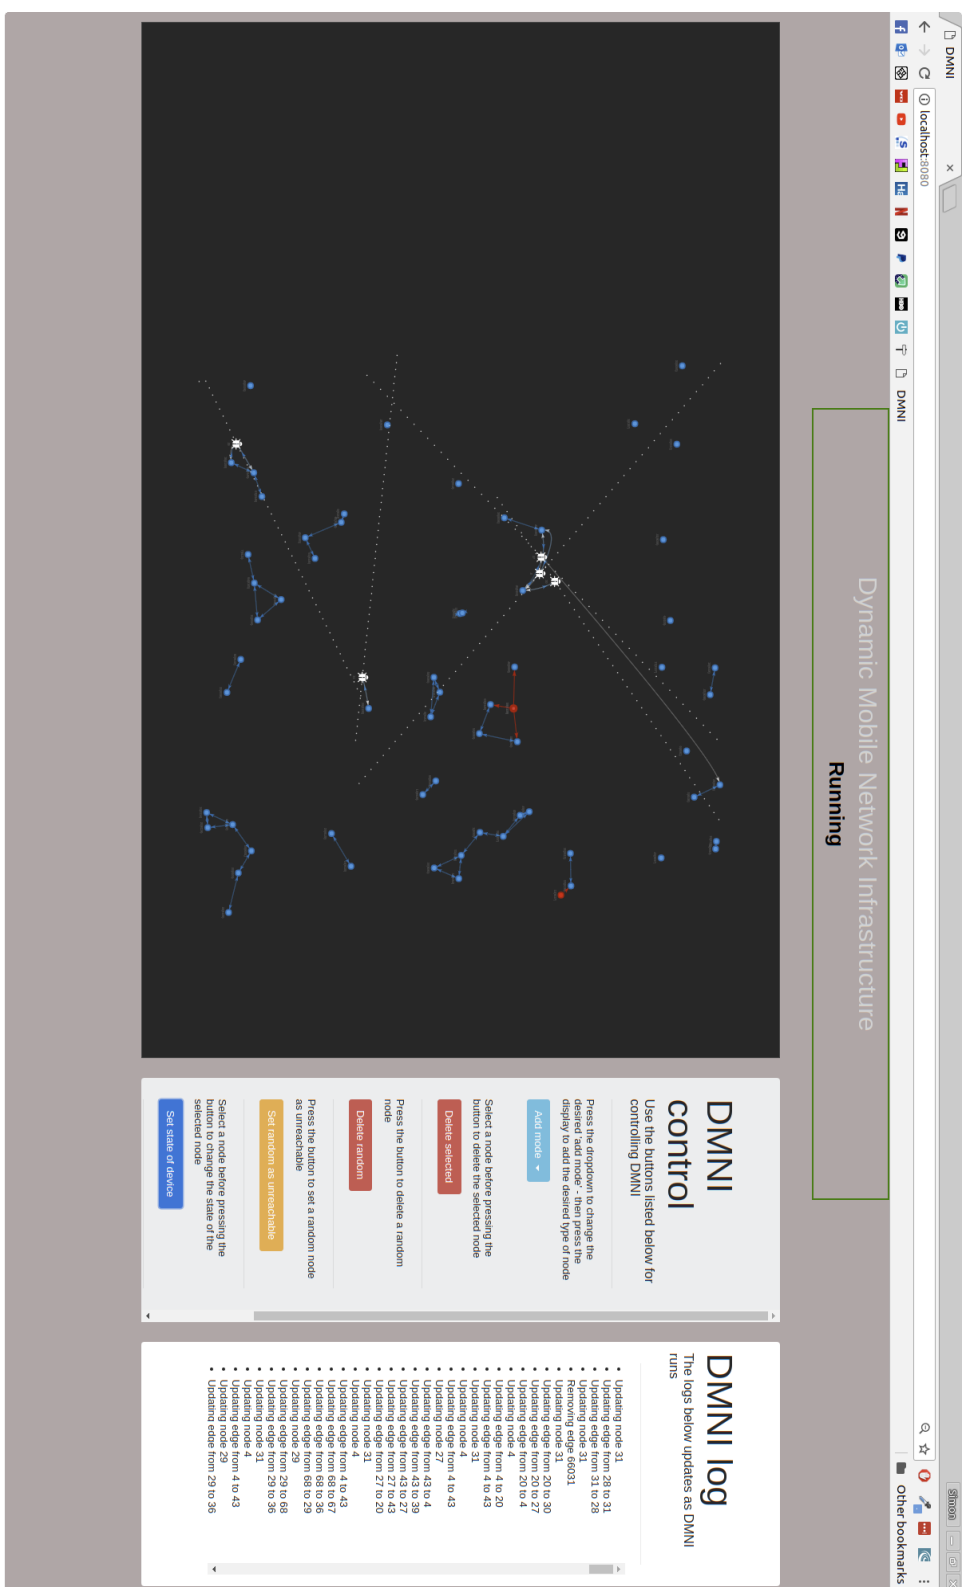 DMNI
localhost:8080
Simon
DMNI
Other bookmarks
Dynamic Mobile Network Infrastructure
Running
DMNI
control
Use the buttons listed below for
controlling DMNI
Press the dropdown to change the
desired 'add mode' - then press the
display to add the desired type of node
Add mode
Select a node before pressing the
button to delete the selected node
Delete selected
Press the button to delete a random
node
Delete random
Press the button to set a random node
as unreachable
Set random as unreachable
Select a node before pressing the
button to change the state of the
selected node
Set state of device
DMNI log
The logs below updates as DMNI
runs
• Updating node 31
• Updating edge from 28 to 31
• Updating edge from 31 to 28
• Updating node 31
• Removing edge 66031
• Updating node 31
• Updating edge from 20 to 30
• Updating edge from 20 to 27
• Updating edge from 20 to 4
• Updating node 4
• Updating edge from 4 to 20
• Updating edge from 4 to 43
• Updating node 31
• Updating node 4
• Updating edge from 4 to 43
• Updating node 27
• Updating edge from 43 to 4
• Updating edge from 43 to 39
• Updating edge from 43 to 27
• Updating edge from 27 to 43
• Updating edge from 27 to 20
• Updating node 31
• Updating node 4
• Updating edge from 4 to 43
• Updating edge from 68 to 67
• Updating edge from 68 to 36
• Updating edge from 68 to 29
• Updating node 29
• Updating edge from 29 to 68
• Updating edge from 29 to 36
• Updating node 31
• Updating node 4
• Updating edge from 4 to 43
• Updating node 29
• Updating edge from 29 to 36